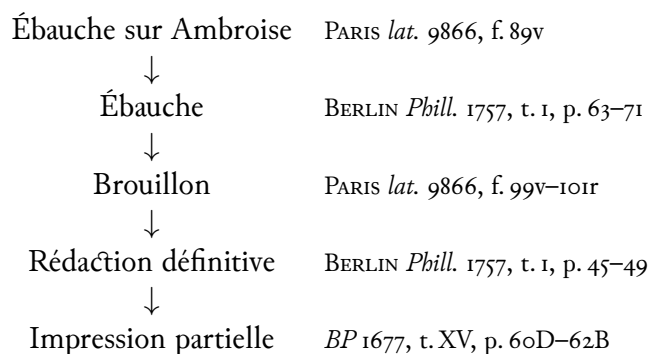 Ébauche sur Ambroise PARIS lat. 9866, f. 89v
↓
Ébauche BERLIN Phill. 1757, t. I, p. 63–71
↓
Brouillon PARIS lat. 9866, f. 99v–101r
↓
Rédaction définitive BERLIN Phill. 1757, t. I, p. 45–49
↓
Impression partielle BP 1677, t. XV, p. 60D–62B